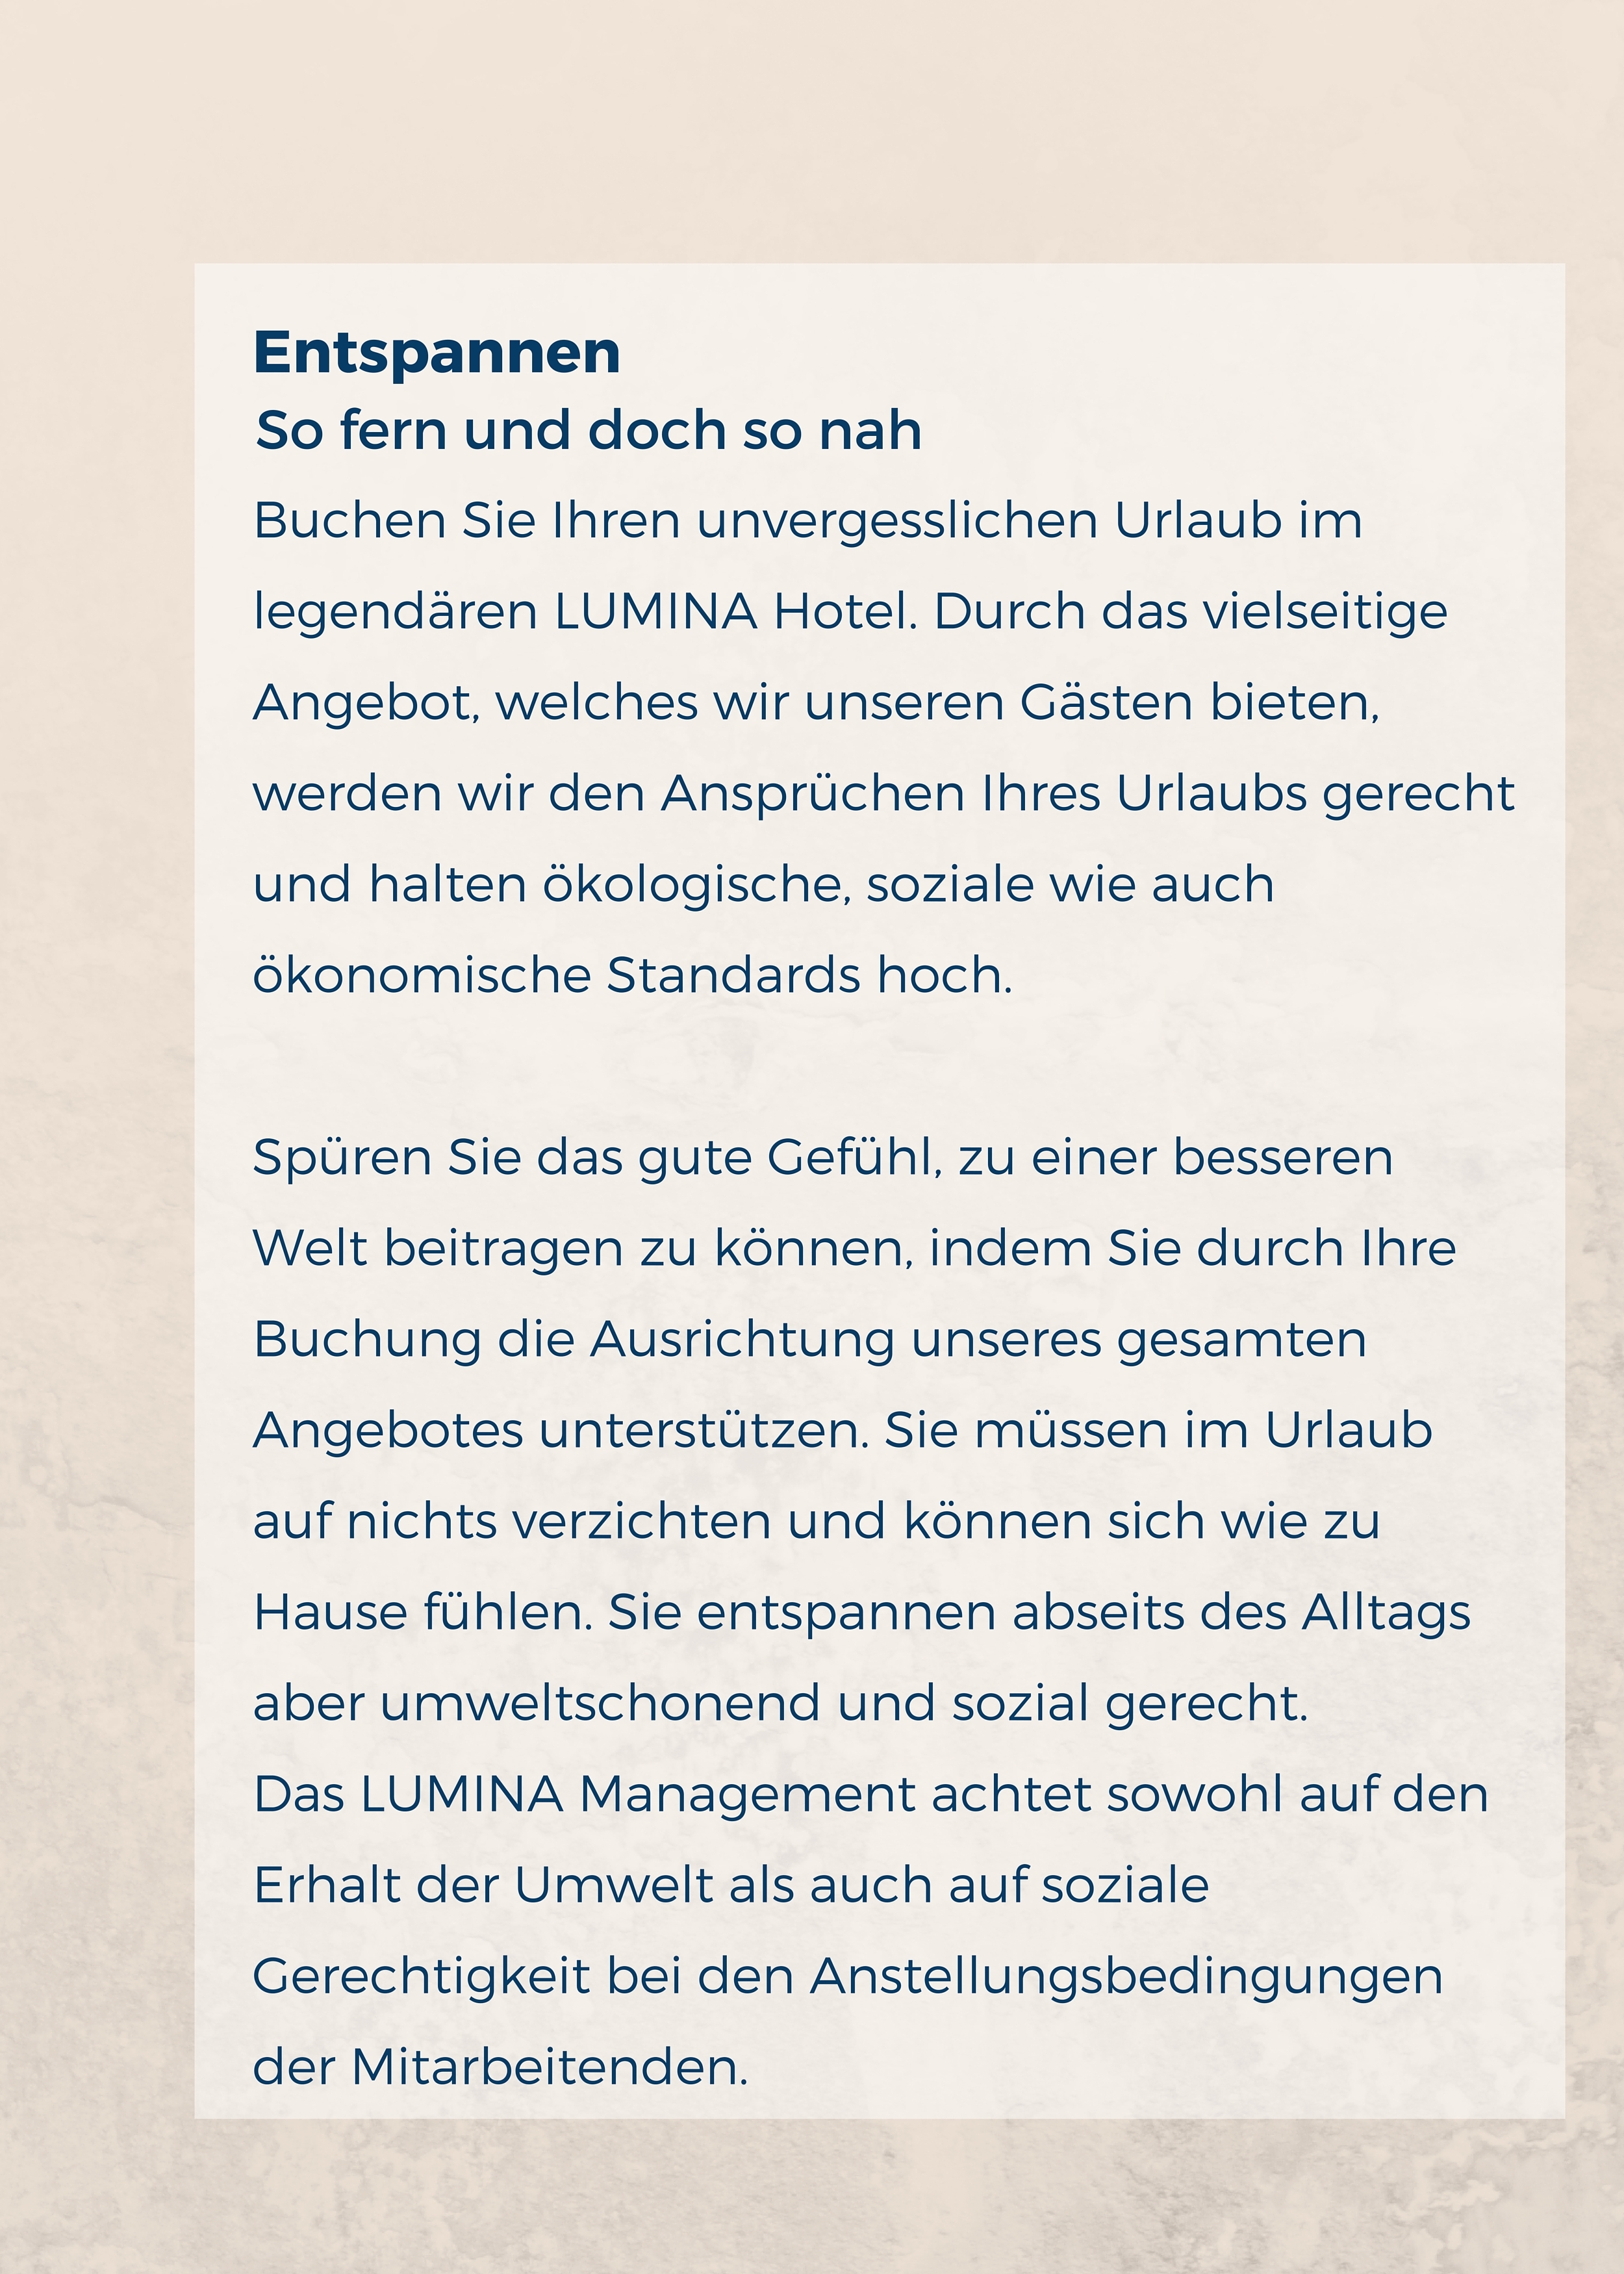 Entspannen
So fern und doch so nah
Buchen Sie Ihren unvergesslichen Urlaub im
legendären LUMINA Hotel. Durch das vielseitige
Angebot, welches wir unseren Gästen bieten,
werden wir den Ansprüchen Ihres Urlaubs gerecht
und halten ökologische, soziale wie auch
ökonomische Standards hoch.
Spüren Sie das gute Gefühl, zu einer besseren
Welt beitragen zu können, indem Sie durch Ihre
Buchung die Ausrichtung unseres gesamten
Angebotes unterstützen. Sie müssen im Urlaub
auf nichts verzichten und können sich wie zu
Hause fühlen. Sie entspannen abseits des Alltags
aber umweltschonend und sozial gerecht.
Das LUMINA Management achtet sowohl auf den
Erhalt der Umwelt als auch auf soziale
Gerechtigkeit bei den Anstellungsbedingungen
der Mitarbeitenden.